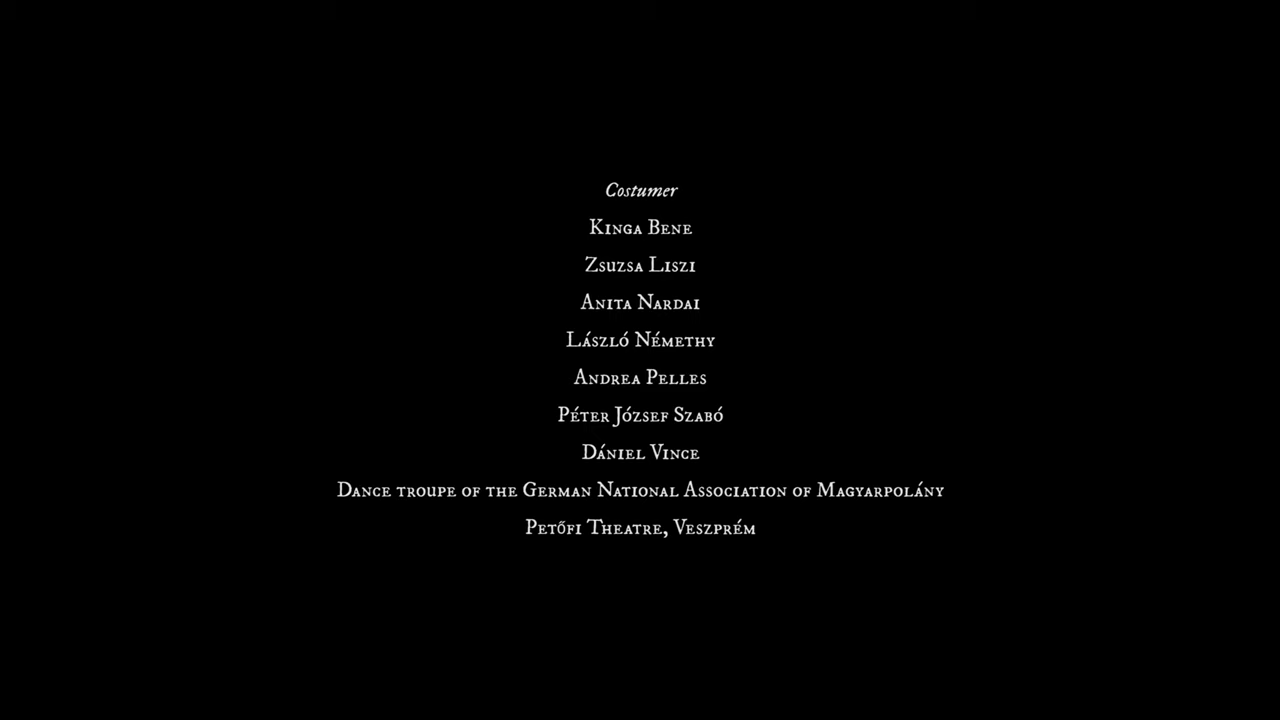 Costumer
Kinga Bene
Zsuzsa Liszi
Anita Nardai
László Némethy
Andrea Pelles
Péter József Szabó
Dániel Vince
Dance troupe of the German National Association of Magyarpolány
Petőfi Theatre, Veszprém